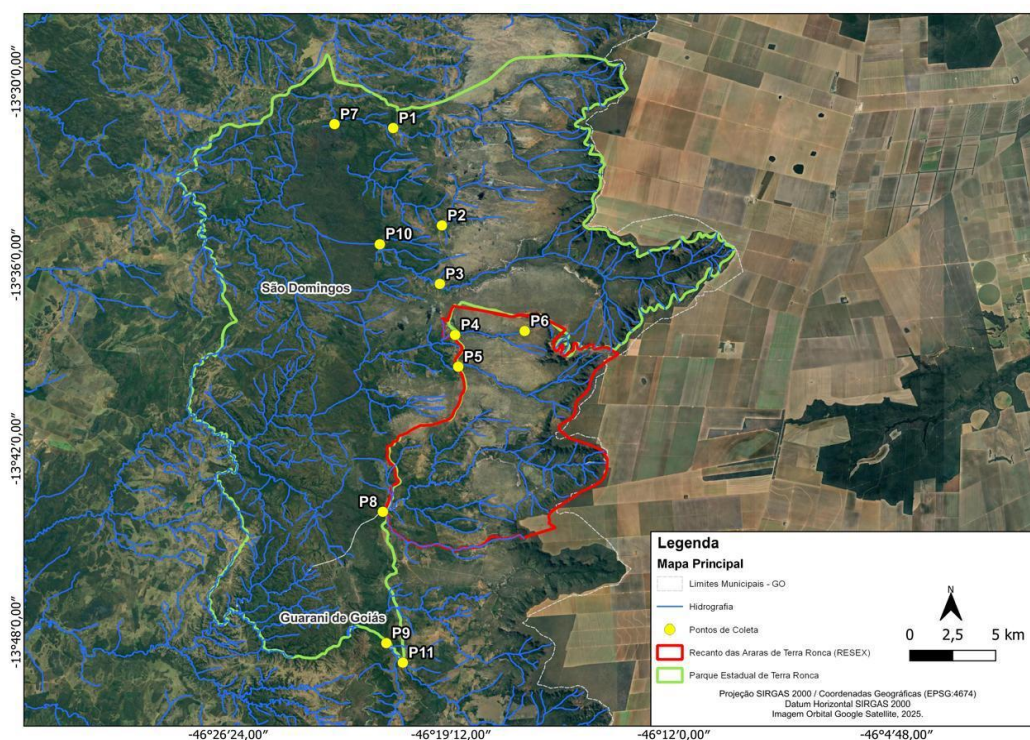 -13°30'0,00"
-13°36'0,00"
-13°42'0,00"
-13°48'0,00"
P7
P1
P2
P10
P3
São Domingos
P4
P6
P5
P8
Guarani de Goiás
P9
P11
Legenda
Mapa Principal
Limites Municipais - GO
Hidrografia
Pontos de Coleta
Recanto das Araras de Terra Ronca (RESEX)
Parque Estadual de Terra Ronca
N
0 2,5 5 km
Projeção SIRGAS 2000 / Coordenadas Geográficas (EPSG:4674)
Datum Horizontal SIRGAS 2000
Imagem Orbital Google Satellite, 2025.
-46°26'24,00" -46°19'12,00" -46°12'0,00" -46°4'48,00"